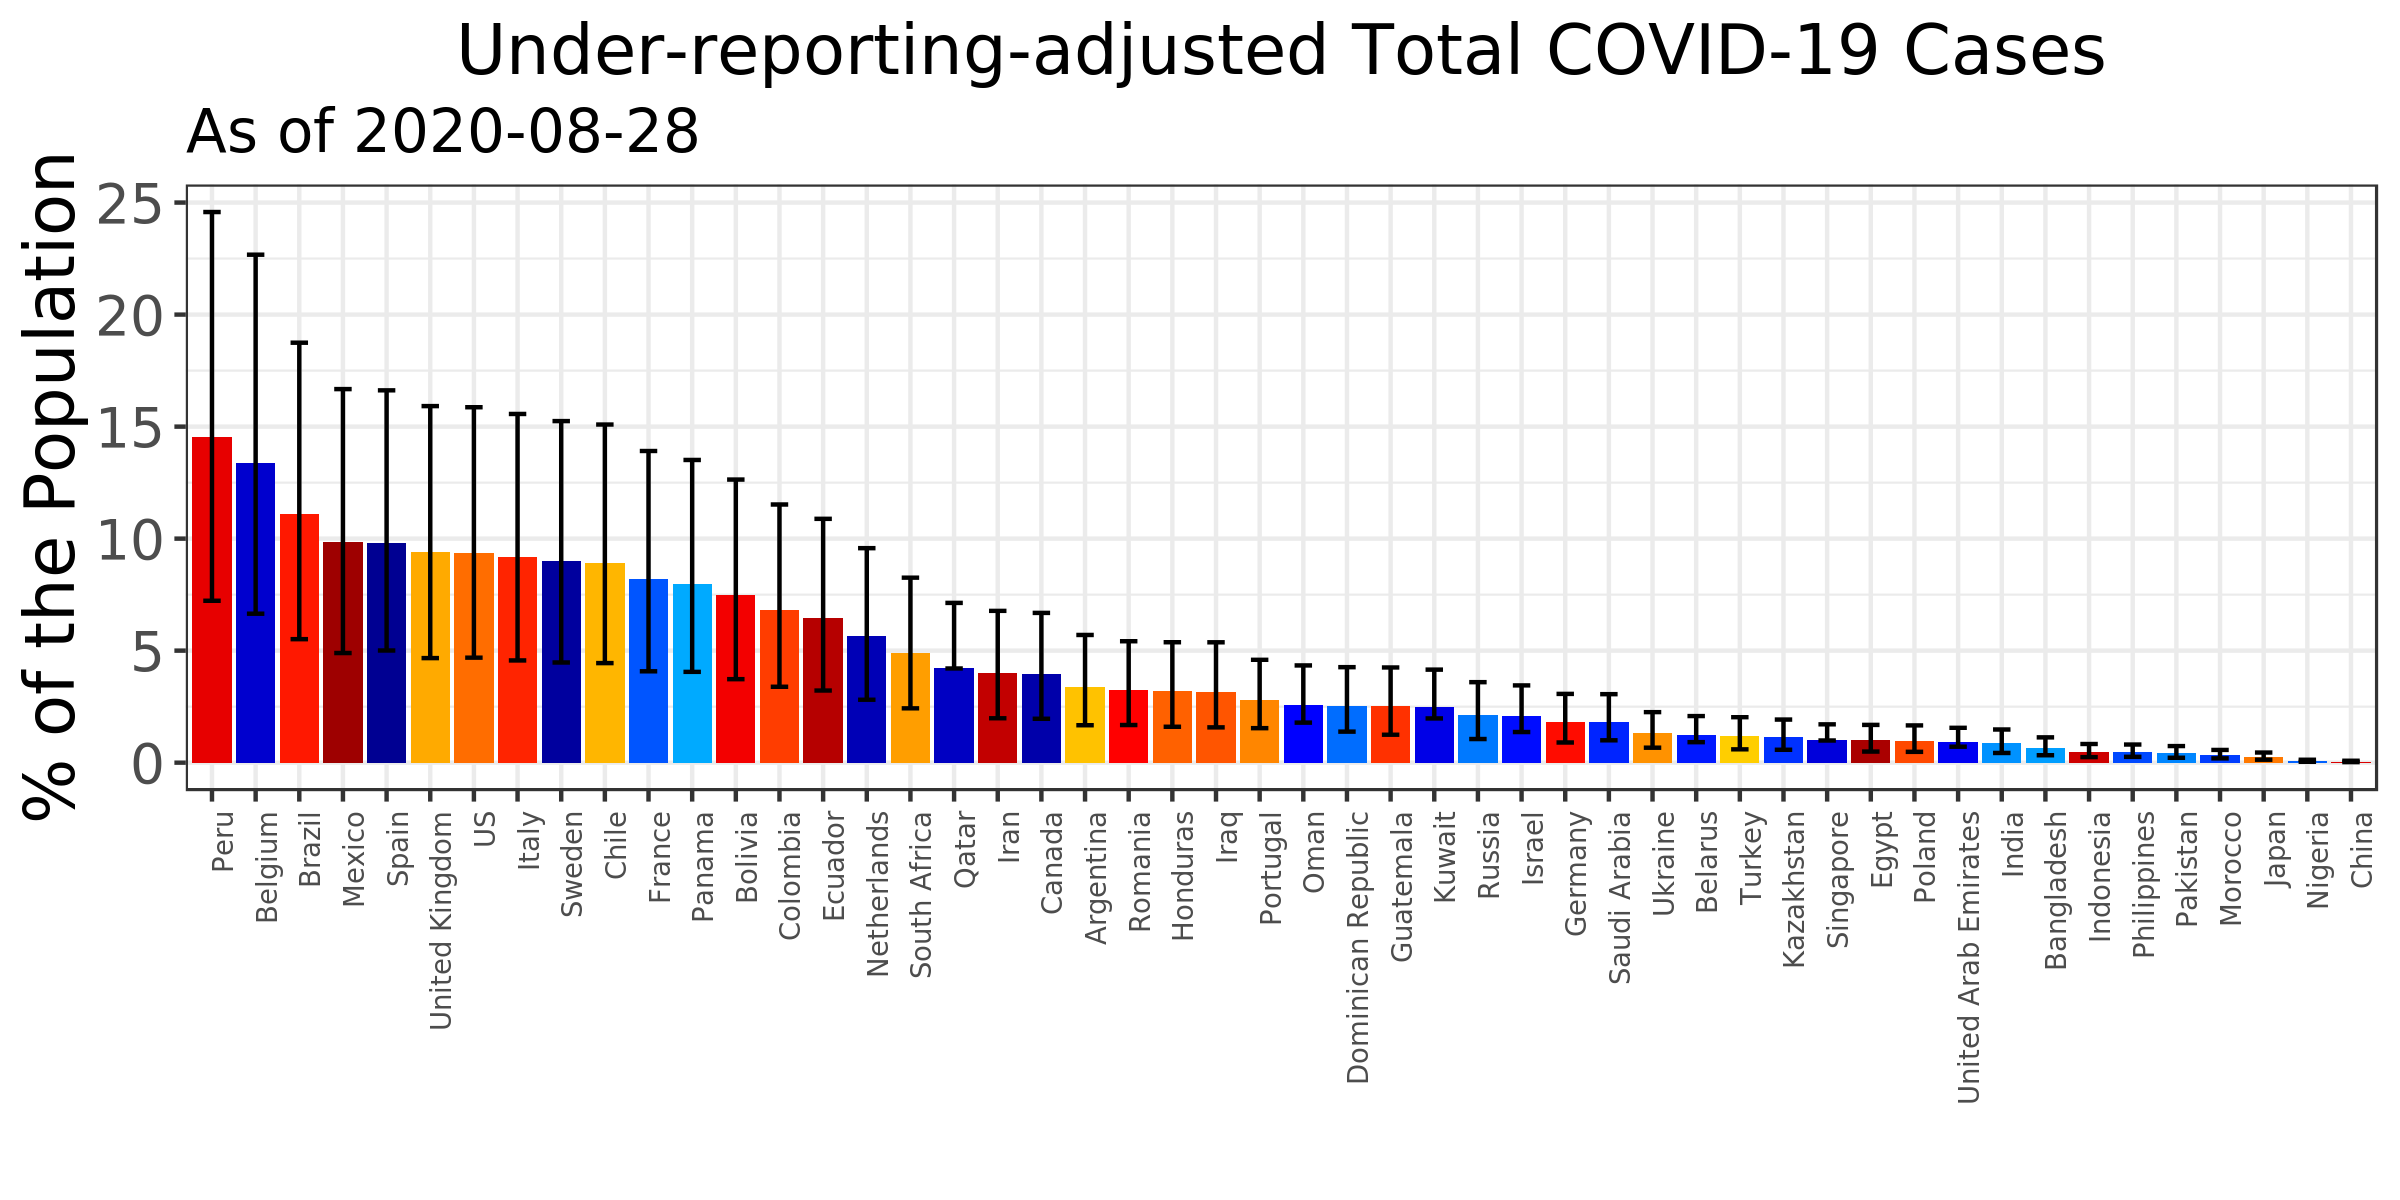 Under-reporting-adjusted Total COVID-19 Cases
As of 2020-08-28
% of the Population
25
20
15
10
5
0
Peru
Belgium
Brazil
Mexico
Spain
United Kingdom
US
Italy
Sweden
Chile
France
Panama
Bolivia
Colombia
Ecuador
Netherlands
South Africa
Qatar
Iran
Canada
Argentina
Romania
Honduras
Iraq
Portugal
Oman
Dominican Republic
Guatemala
Kuwait
Russia
Israel
Germany
Saudi Arabia
Ukraine
Belarus
Turkey
Kazakhstan
Singapore
Egypt
Poland
United Arab Emirates
India
Bangladesh
Indonesia
Philippines
Pakistan
Morocco
Japan
Nigeria
China